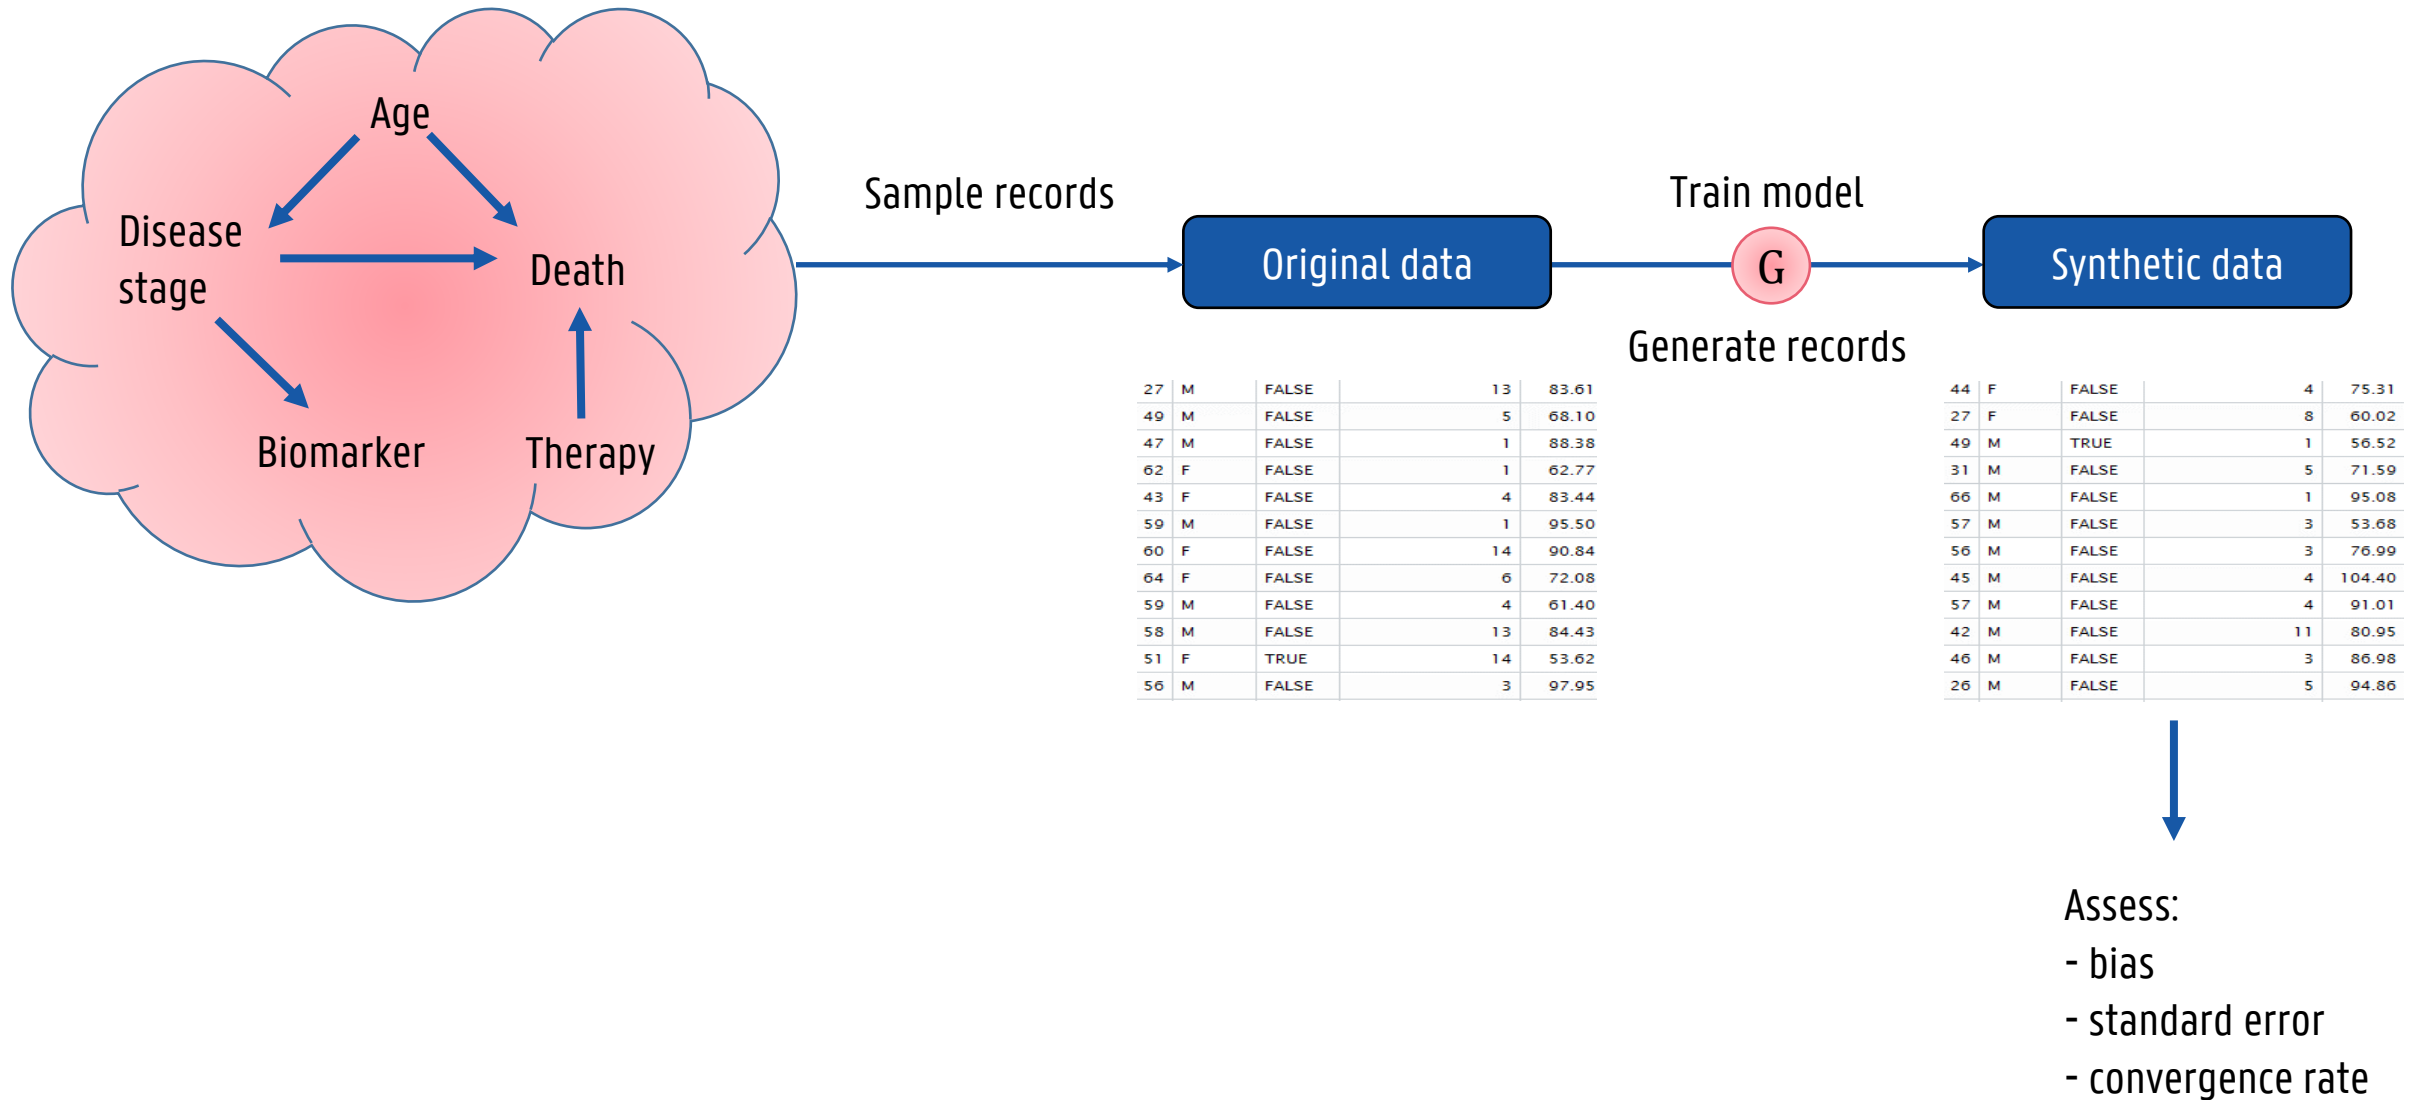 Age
Disease
stage
Death
Biomarker
Therapy
Sample records
Original data
Train model
G
Generate records
Synthetic data
27 M FALSE 13 83.61
49 M FALSE 5 68.10
47 M FALSE 1 88.38
62 F FALSE 1 62.77
43 F FALSE 4 83.44
59 M FALSE 1 95.50
60 F FALSE 14 90.84
64 F FALSE 6 72.08
59 M FALSE 4 61.40
58 M FALSE 13 84.43
51 F TRUE 14 53.62
56 M FALSE 3 97.95
44 F FALSE 4 75.31
27 F FALSE 8 60.02
49 M TRUE 1 56.52
31 M FALSE 5 71.59
66 M FALSE 1 95.08
57 M FALSE 3 53.68
56 M FALSE 3 76.99
45 M FALSE 4 104.40
57 M FALSE 4 91.01
42 M FALSE 11 80.95
46 M FALSE 3 86.98
26 M FALSE 5 94.86
Assess:
- bias
- standard error
- convergence rate